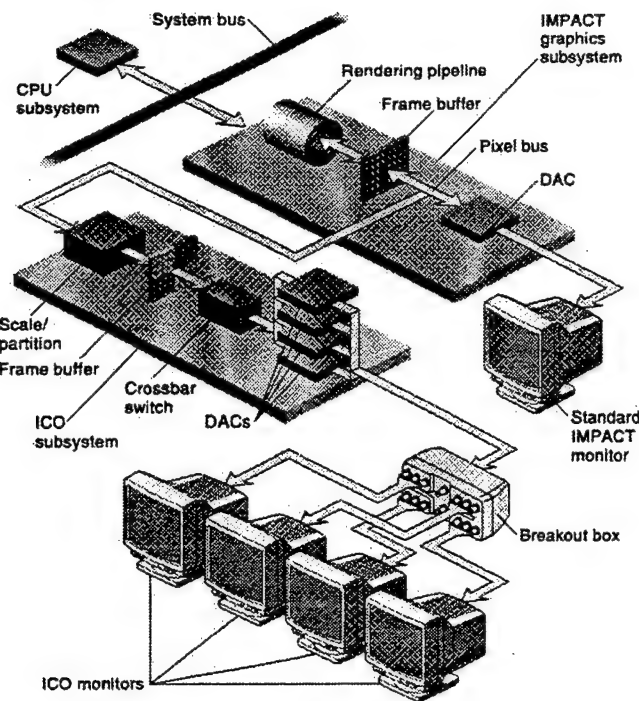 System bus
IMPACT
graphics
subsystem
CPU
subsystem
Rendering pipeline
Frame buffer
Pixel bus
DAC
Scale/
partition
Frame buffer
Crossbar
switch
ICO
subsystem
DACs
Standard
IMPACT
monitor
Breakout box
ICO monitors